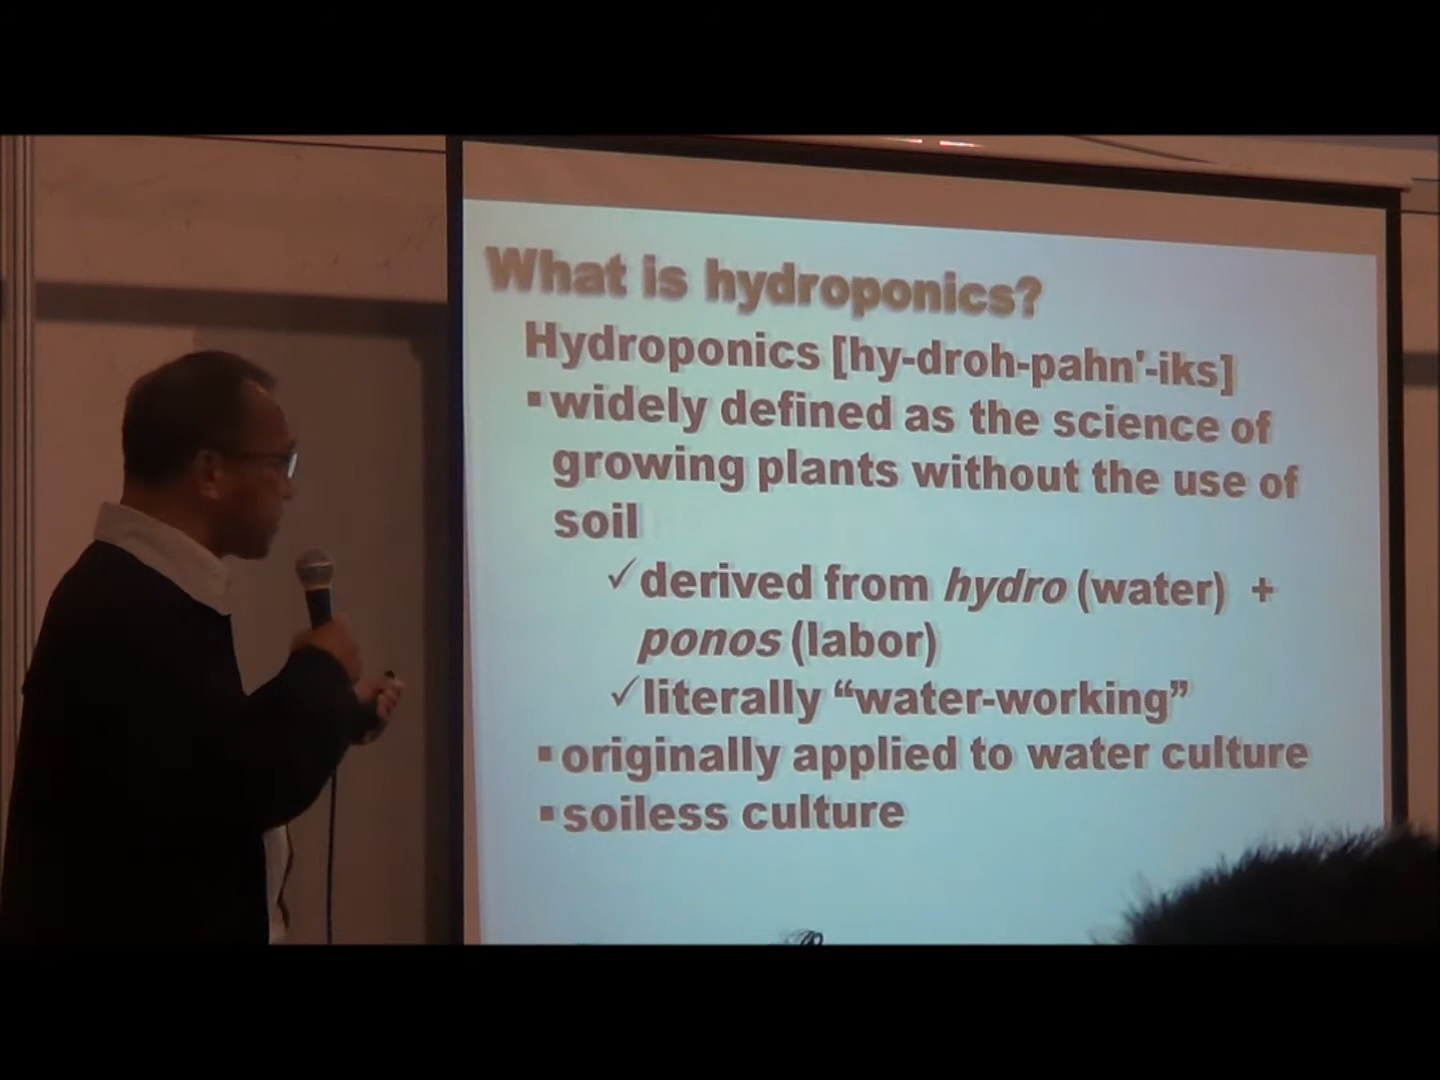 What is hydroponics?
Hydroponics [hy-droh-pahn'-iks]
▪widely defined as the science of
growing plants without the use of
soil
✓derived from hydro (water) +
ponos (labor)
✓literally “water-working”
▪originally applied to water culture
▪soiless culture